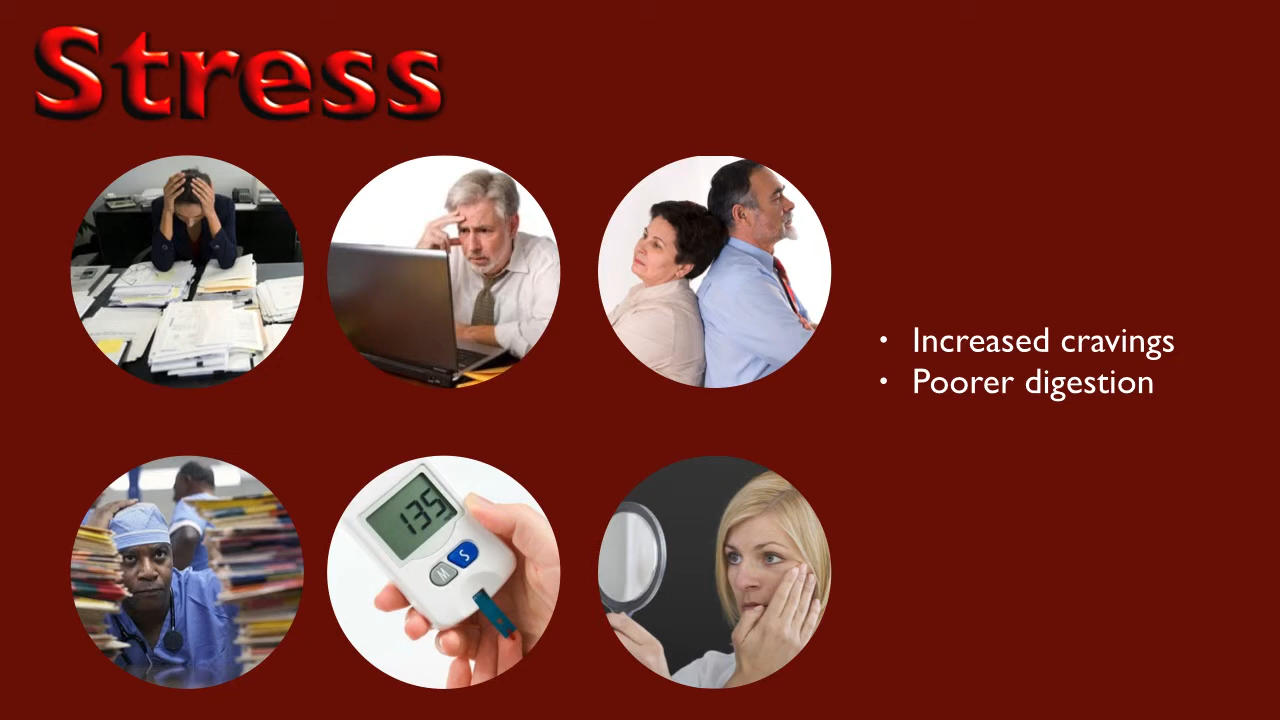 Stress
135
S
M
• Increased cravings
• Poorer digestion